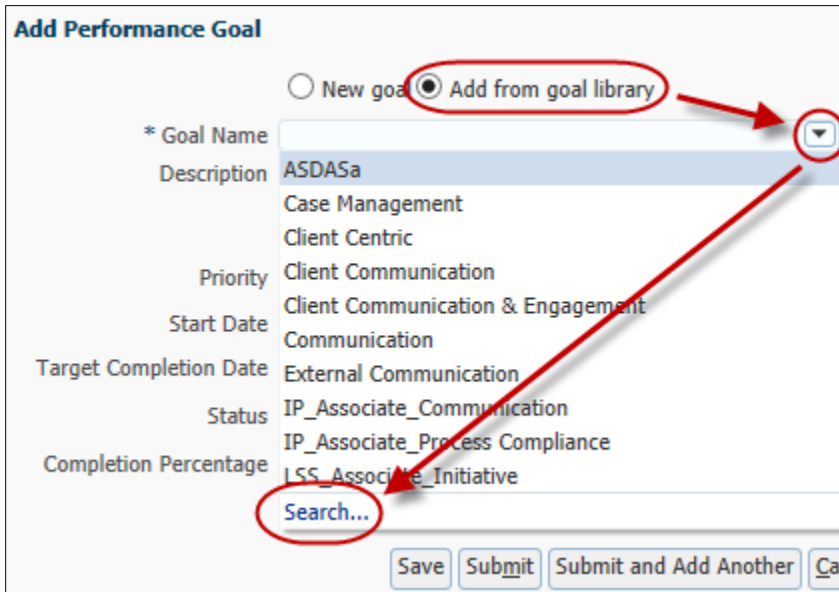 Add Performance Goal
New goal Add from goal library
* Goal Name
Description
ASDASa
Case Management
Client Centric
Priority
Client Communication
Client Communication & Engagement
Start Date
Communication
Target Completion Date
External Communication
Status
IP_Associate_Communication
IP_Associate_Process Compliance
Completion Percentage
LSS_Associate_Initiative
Search...
Save Submit Submit and Add Another Ca